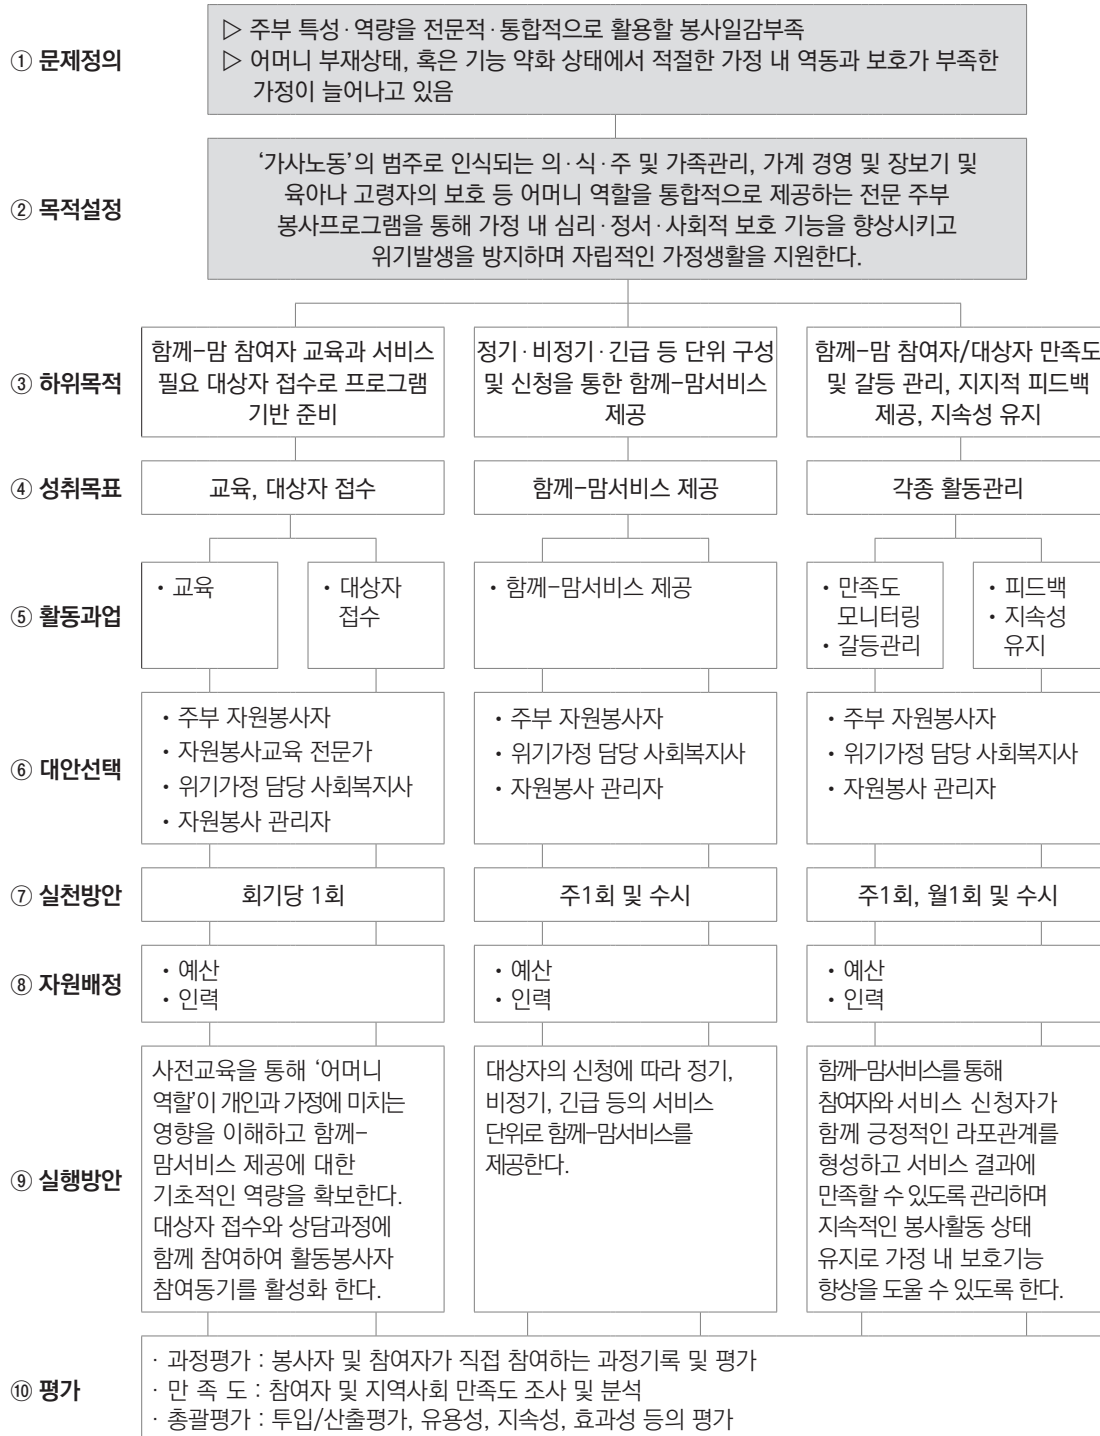 ① 문제정의
▷ 주부 특성·역량을 전문적·통합적으로 활용할 봉사일감부족
▷ 어머니 부재상태, 혹은 기능 약화 상태에서 적절한 가정 내 역동과 보호가 부족한
가정이 늘어나고 있음
② 목적설정
‘가사노동’의 범주로 인식되는 의·식·주 및 가족관리, 가계 경영 및 장보기 및
육아나 고령자의 보호 등 어머니 역할을 통합적으로 제공하는 전문 주부
봉사프로그램을 통해 가정 내 심리·정서·사회적 보호 기능을 향상시키고
위기발생을 방지하며 자립적인 가정생활을 지원한다.
③ 하위목적
함께-맘 참여자 교육과 서비스
필요 대상자 접수로 프로그램
기반 준비
정기·비정기·긴급 등 단위 구성
및 신청을 통한 함께-맘서비스
제공
함께-맘 참여자/대상자 만족도
및 갈등 관리, 지지적 피드백
제공, 지속성 유지
④ 성취목표
교육, 대상자 접수
함께-맘서비스 제공
각종 활동관리
⑤ 활동과업
• 교육
• 대상자
접수
• 함께-맘서비스 제공
• 만족도
모니터링
• 갈등관리
• 피드백
• 지속성
유지
⑥ 대안선택
• 주부 자원봉사자
• 자원봉사교육 전문가
• 위기가정 담당 사회복지사
• 자원봉사 관리자
• 주부 자원봉사자
• 위기가정 담당 사회복지사
• 자원봉사 관리자
• 주부 자원봉사자
• 위기가정 담당 사회복지사
• 자원봉사 관리자
⑦ 실천방안
회기당 1회
주1회 및 수시
주1회, 월1회 및 수시
⑧ 자원배정
• 예산
• 인력
• 예산
• 인력
• 예산
• 인력
⑨ 실행방안
사전교육을 통해 ‘어머니
역할’이 개인과 가정에 미치는
영향을 이해하고 함께-
맘서비스 제공에 대한
기초적인 역량을 확보한다.
대상자 접수와 상담과정에
함께 참여하여 활동봉사자
참여동기를 활성화 한다.
대상자의 신청에 따라 정기,
비정기, 긴급 등의 서비스
단위로 함께-맘서비스를
제공한다.
함께-맘서비스를 통해
참여자와 서비스 신청자가
함께 긍정적인 라포관계를
형성하고 서비스 결과에
만족할 수 있도록 관리하며
지속적인 봉사활동 상태
유지로 가정 내 보호기능
향상을 도울 수 있도록 한다.
⑩ 평가
· 과정평가 : 봉사자 및 참여자가 직접 참여하는 과정기록 및 평가
· 만 족 도 : 참여자 및 지역사회 만족도 조사 및 분석
· 총괄평가 : 투입/산출평가, 유용성, 지속성, 효과성 등의 평가